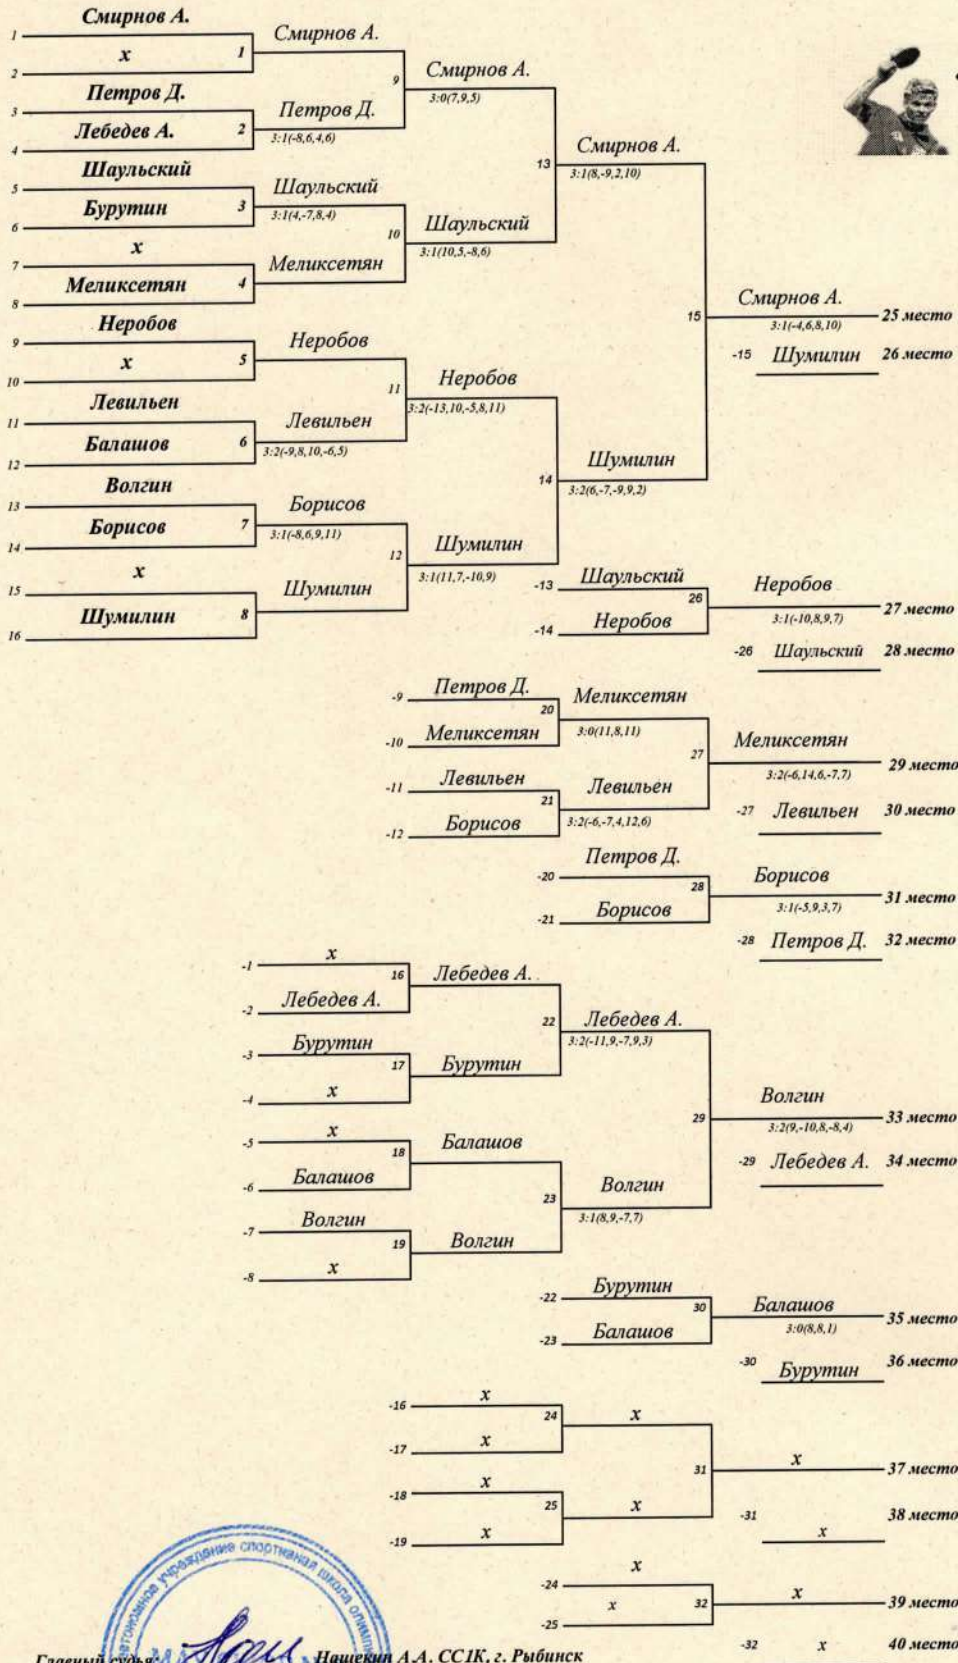 Смирнов А.
1
x 1 Смирнов А.
2
9 Смирнов А.
3:0(7,9,5)
Петров Д.
3
Лебедев А. 2 Петров Д.
3:1(-8,6,4,6)
4
13 Смирнов А.
3:1(8,-9,2,10)
Шаульский
5
Бурутин 3 Шаульский
3:1(4,-7,8,4)
6
10 Шаульский
3:1(10,5,-8,6)
x
7
Меликсетян 4 Меликсетян
8
15 Смирнов А. 25 место
3:1(-4,6,8,10)
-15 Шумилин 26 место
Неробов
9
x 5 Неробов
10
11 Неробов
3:2(-13,10,-5,8,11)
Левильен
11
Балашов 6 Левильен
3:2(-9,8,10,-6,5)
12
14 Шумилин
3:2(6,-7,-9,9,2)
Волгин
13
Борисов 7 Борисов
3:1(-8,6,9,11)
14
12 Шумилин
3:1(11,7,-10,9)
x
15
Шумилин 8 Шумилин
16
-13 Шаульский
26 Неробов 27 место
3:1(-10,8,9,7)
-14 Неробов
-26 Шаульский 28 место
-9 Петров Д.
20 Меликсетян
3:0(11,8,11)
-10 Меликсетян
27 Меликсетян 29 место
3:2(-6,14,6,-7,7)
-11 Левильен
21 Левильен
3:2(-6,-7,4,12,6)
-12 Борисов
-27 Левильен 30 место
-20 Петров Д.
28 Борисов 31 место
3:1(-5,9,3,7)
-21 Борисов
-28 Петров Д. 32 место
-1 x
16 Лебедев А.
-2 Лебедев А.
22 Лебедев А.
3:2(-11,9,-7,9,3)
-3 Бурутин
17 Бурутин
-4 x
29 Волгин 33 место
3:2(9,-10,8,-8,4)
-29 Лебедев А. 34 место
-5 x
18 Балашов
-6 Балашов
23 Волгин
3:1(8,9,-7,7)
-7 Волгин
19 Волгин
-8 x
-22 Бурутин
30 Балашов 35 место
3:0(8,8,1)
-23 Балашов
-30 Бурутин 36 место
-16 x
24 x
-17 x
31 x 37 место
-18 x
25 x
-19 x
-31 x 38 место
-24 x
32 x 39 место
-25 x
-32 x 40 место
автономное учреждение спортивная школа
Главный судья: Нащекин А.А. СС1К, г. Рыбинск